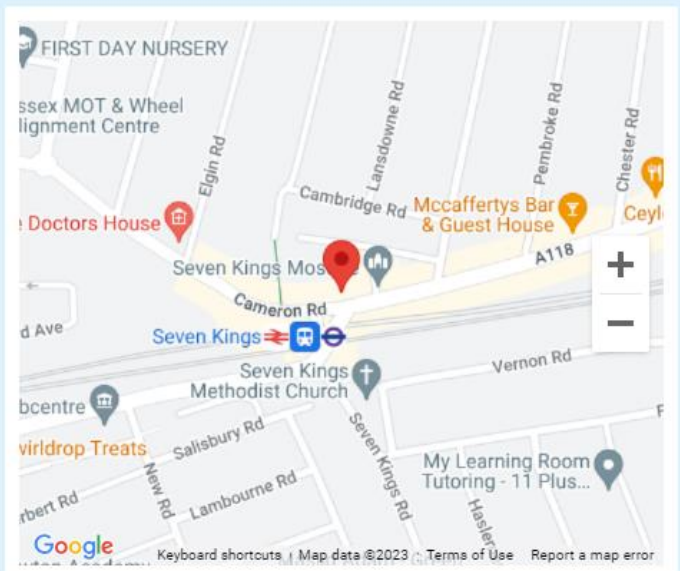 FIRST DAY NURSERY
ssex MOT & Wheel
lignment Centre
Elgin Rd
Lansdowne Rd
Pembroke Rd
Chester Rd
Cambridge Rd
Doctors House
Mccaffertys Bar
& Guest House
Ceyl
A118
Seven Kings
Cameron Rd
d Ave
Seven Kings
Vernon Rd
Seven Kings
Methodist Church
bcentre
wirldrop Treats
Salisbury Rd
New Rd
Seven Kings Rd
My Learning Room
Tutoring - 11 Plus...
rbert Rd
Lambourne Rd
Hasler
Google
Keyboard shortcuts
Map data ©2023
Terms of Use
Report a map error